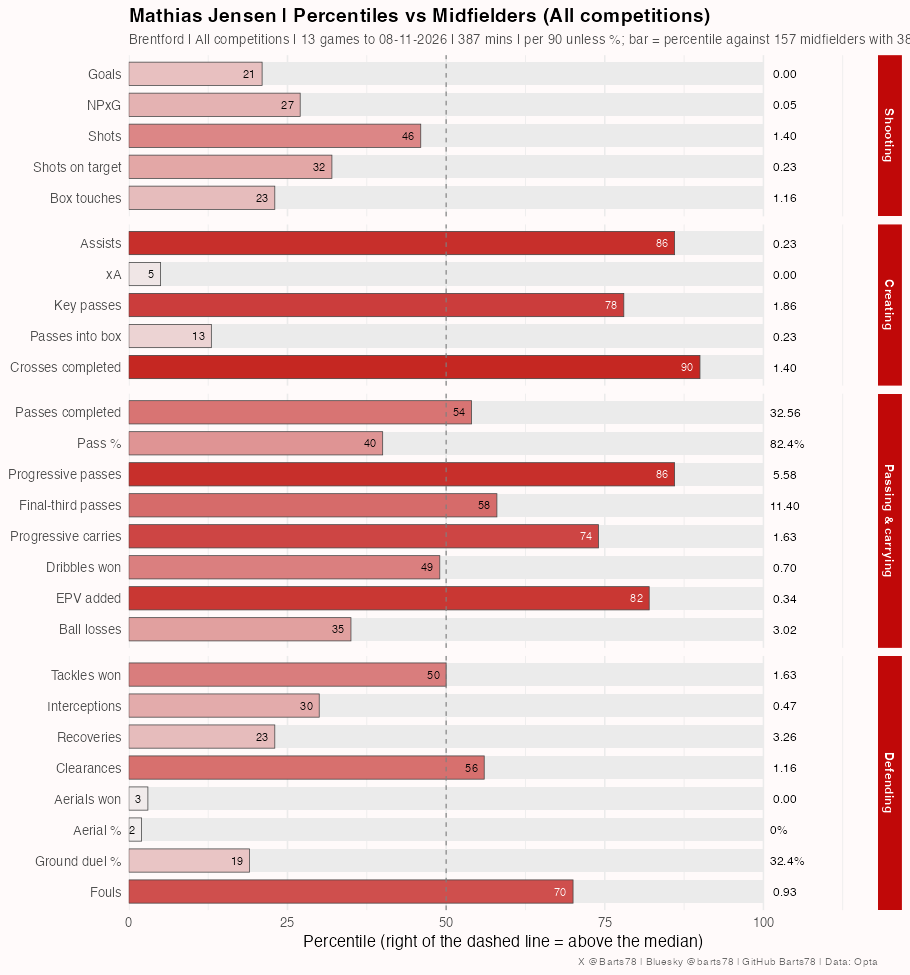 Mathias Jensen | Percentiles vs Midfielders (All competitions)
Brentford | All competitions | 13 games to 08-11-2026 | 387 mins | per 90 unless %; bar = percentile against 157 midfielders with 38
Shooting
Goals 21 0.00
NPxG 27 0.05
Shots 46 1.40
Shots on target 32 0.23
Box touches 23 1.16
Creating
Assists 86 0.23
xA 5 0.00
Key passes 78 1.86
Passes into box 13 0.23
Crosses completed 90 1.40
Passing & carrying
Passes completed 54 32.56
Pass % 40 82.4%
Progressive passes 86 5.58
Final-third passes 58 11.40
Progressive carries 74 1.63
Dribbles won 49 0.70
EPV added 82 0.34
Ball losses 35 3.02
Defending
Tackles won 50 1.63
Interceptions 30 0.47
Recoveries 23 3.26
Clearances 56 1.16
Aerials won 3 0.00
Aerial % 2 0%
Ground duel % 19 32.4%
Fouls 70 0.93
0 25 50 75 100
Percentile (right of the dashed line = above the median)
X @Barts78 | Bluesky @barts78 | GitHub Barts78 | Data: Opta